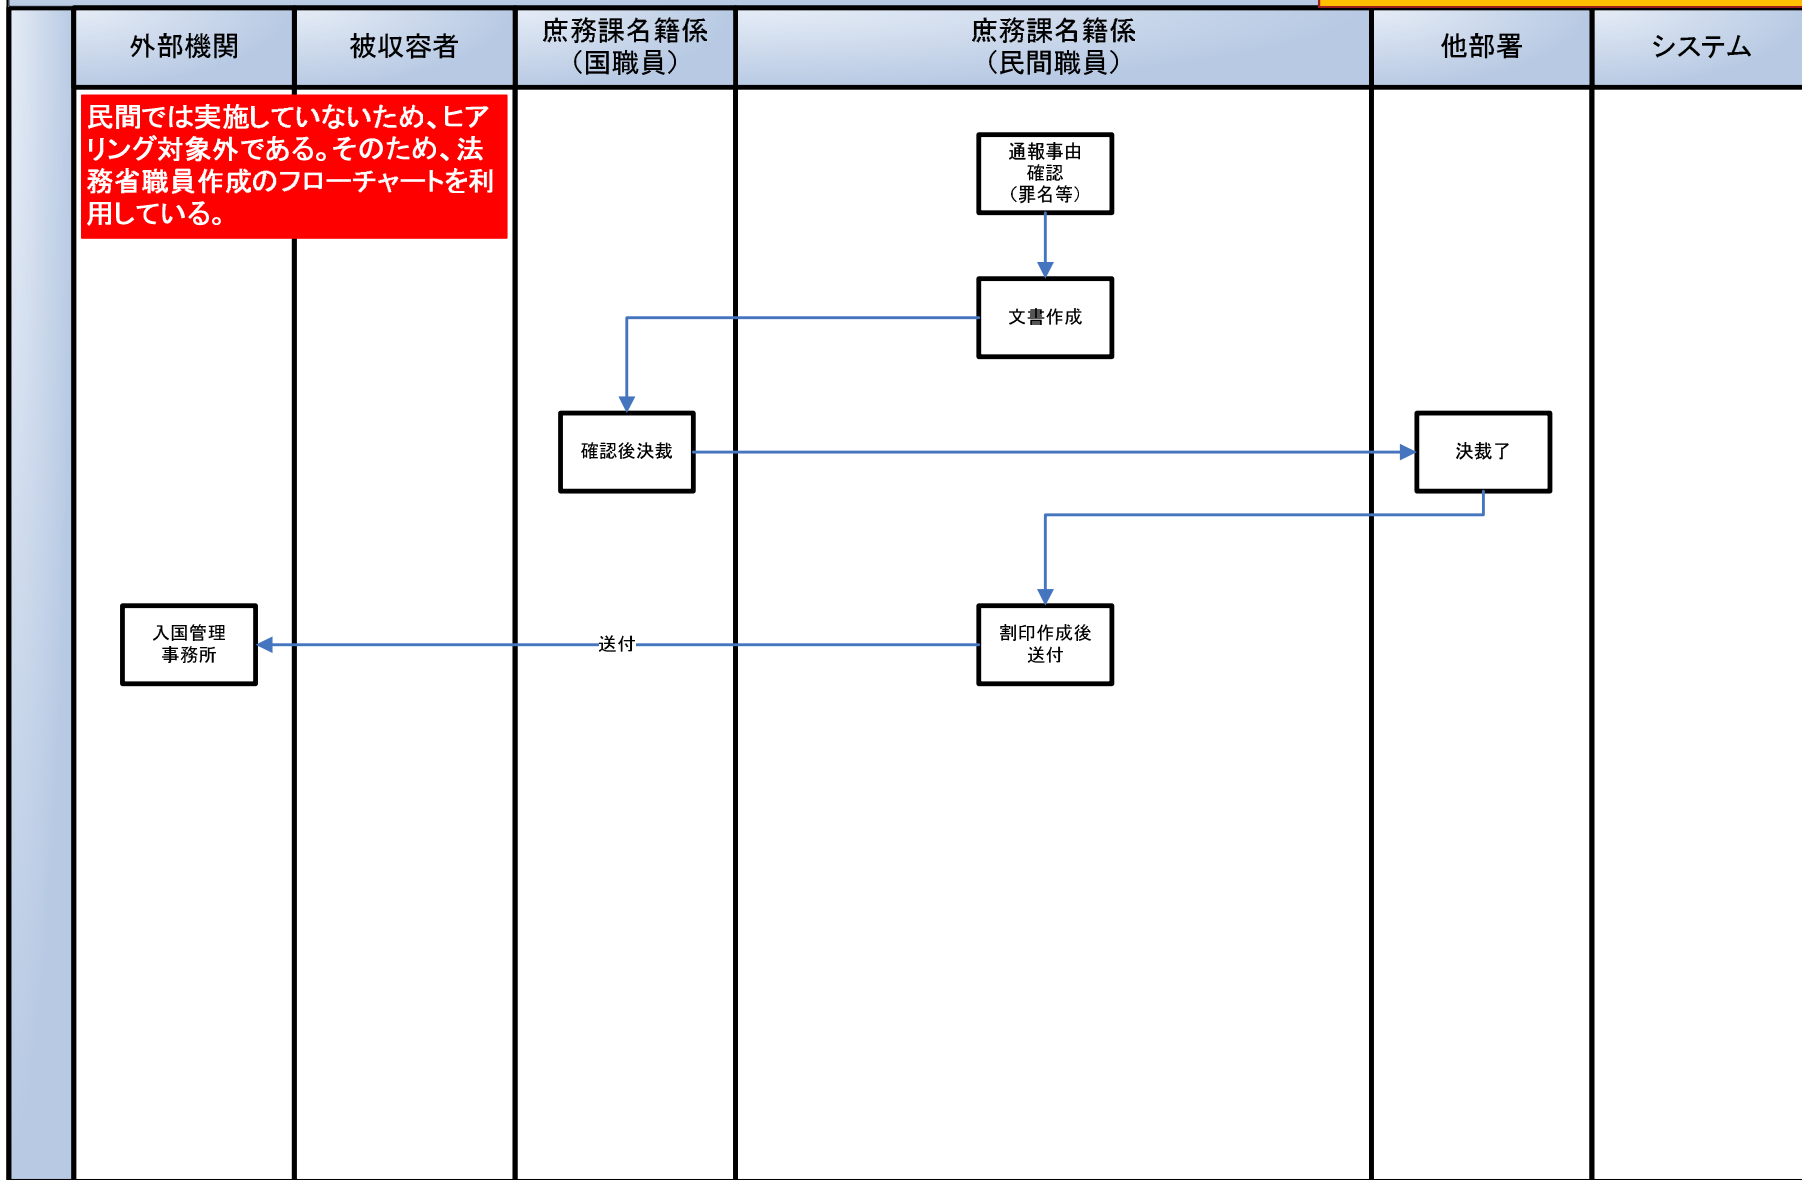 外部機関
被収容者
庶務課名籍係
（国職員）
庶務課名籍係
（民間職員）
他部署
システム
民間では実施していないため、ヒア
リング対象外である。そのため、法
務省職員作成のフローチャートを利
用している。
通報事由
確認
（罪名等）
文書作成
確認後決裁
決裁了
入国管理
事務所
送付
割印作成後
送付